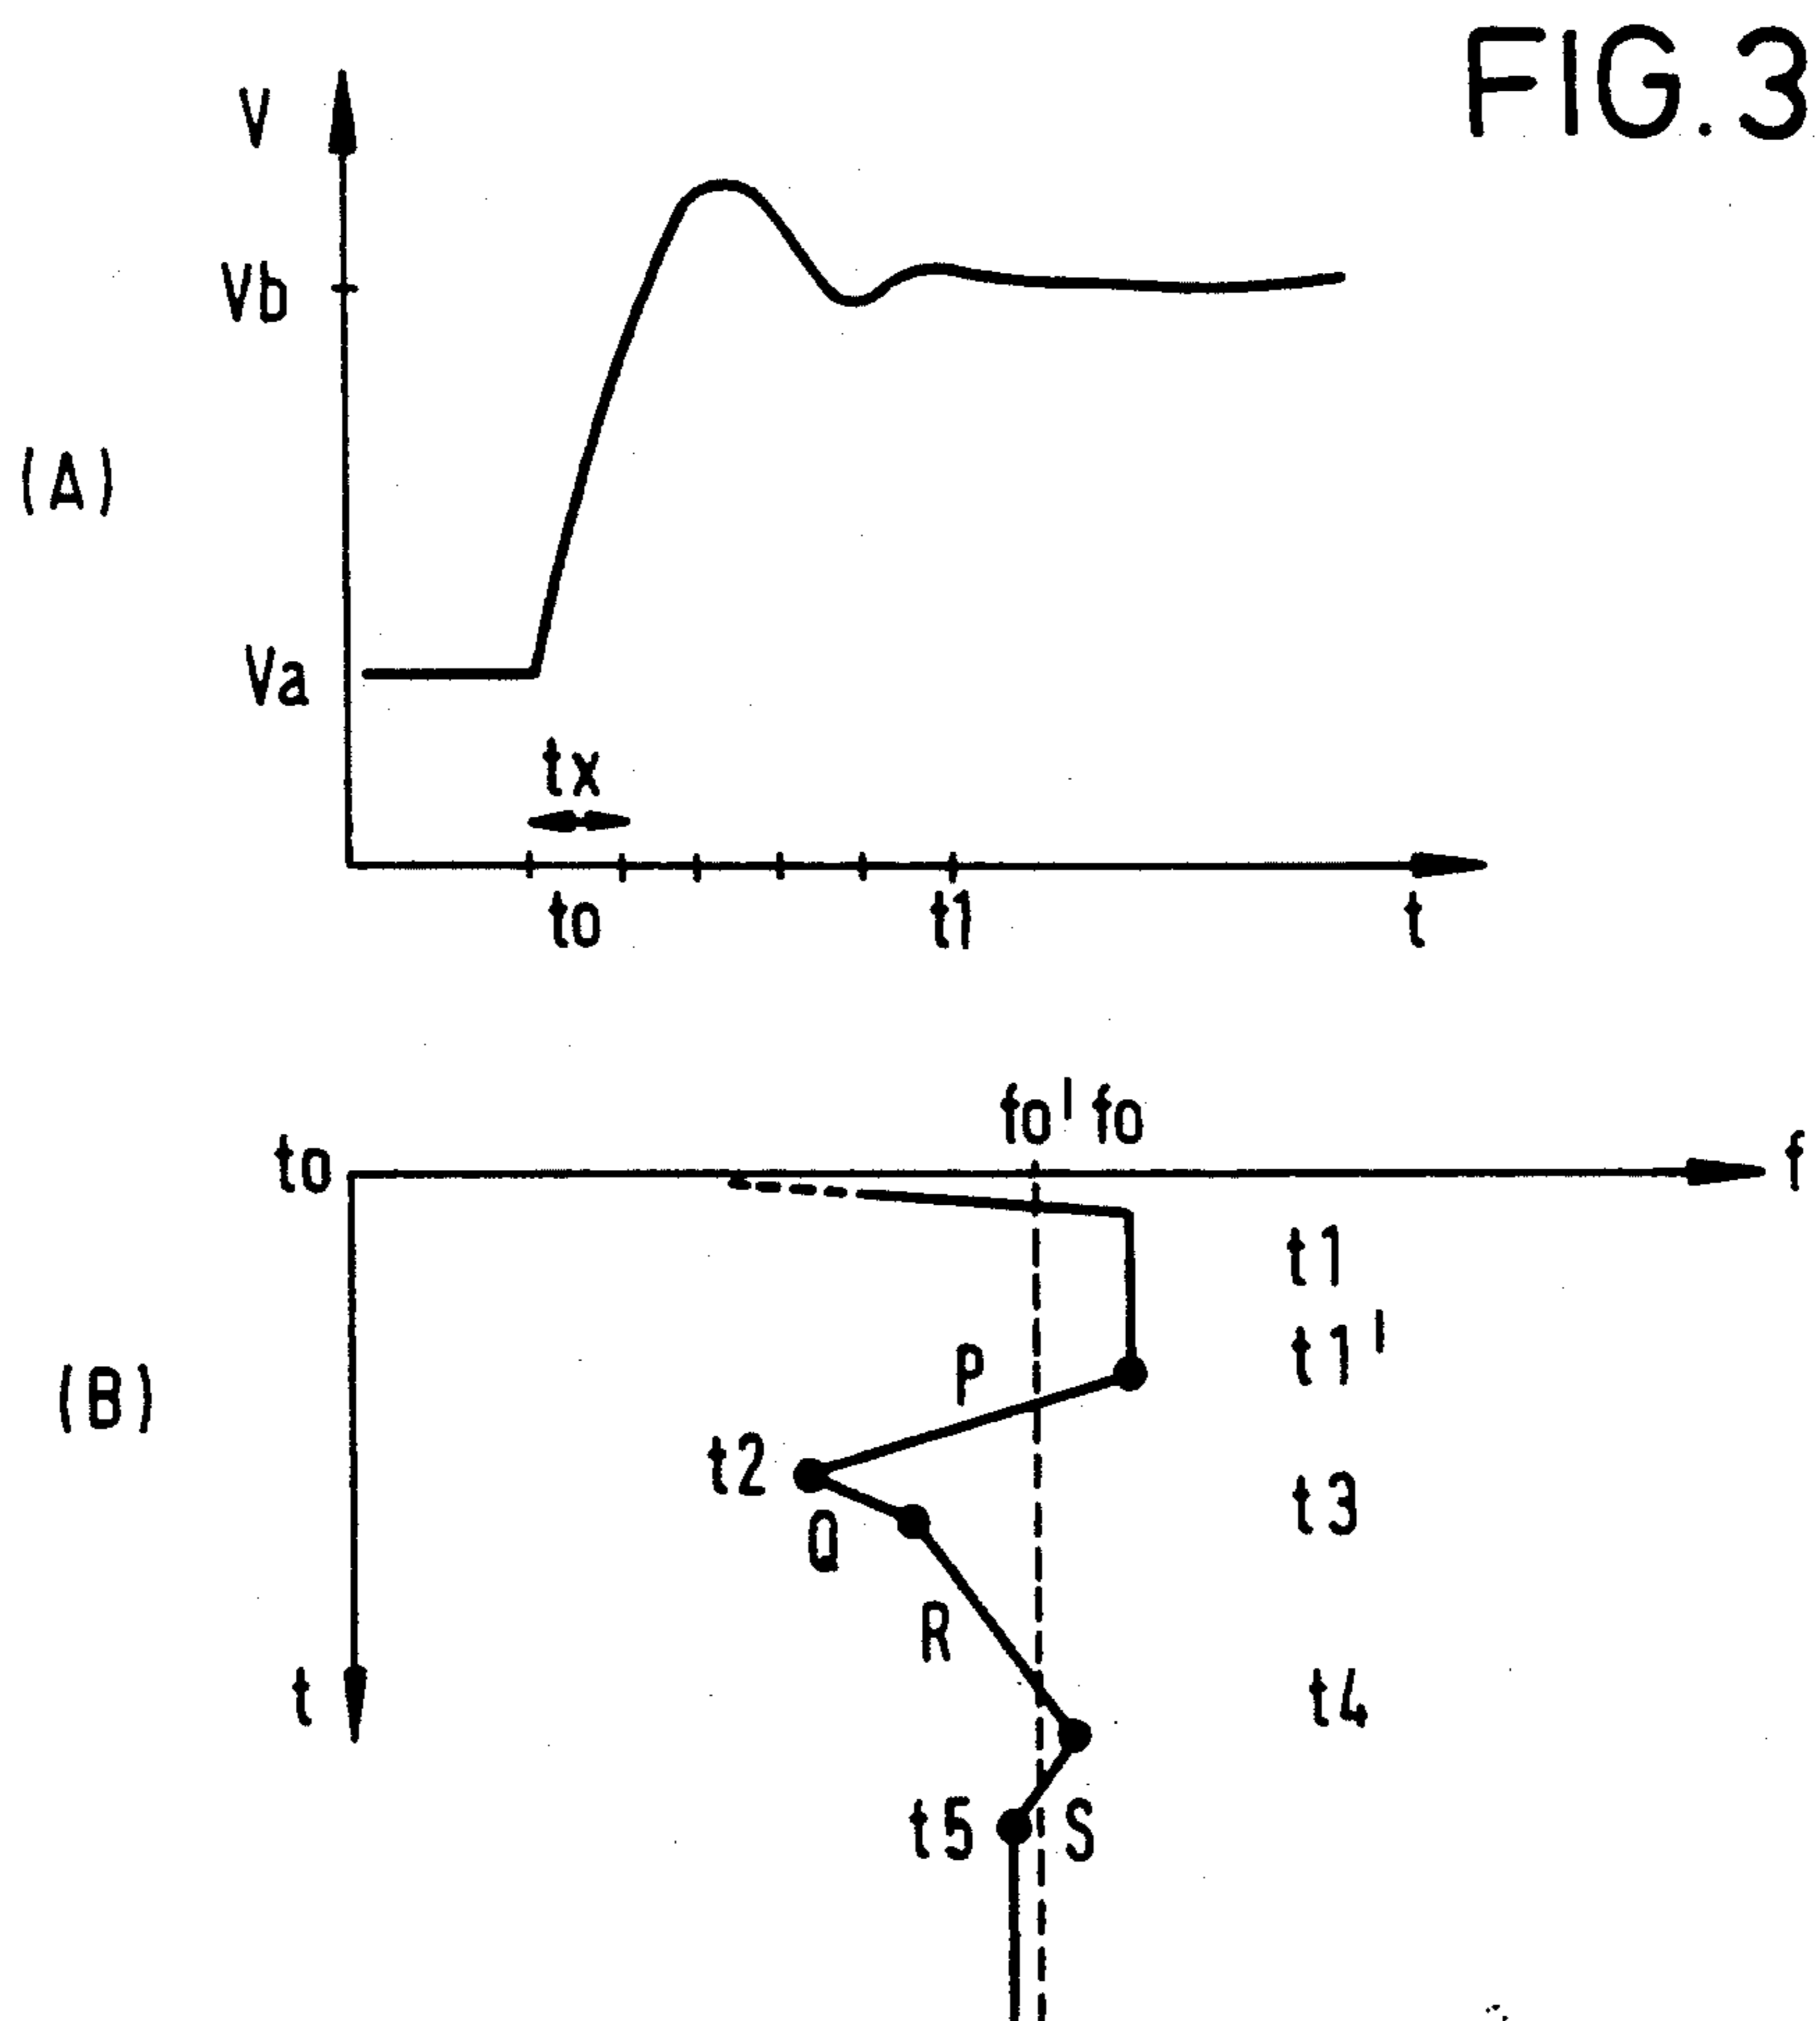 FIG.3
V
Vb
(A)
Va
tx
to t1 t
fo' fo
to f
t1
t1'
(B) P
t2 t3
Q
R
t t4
t5 S